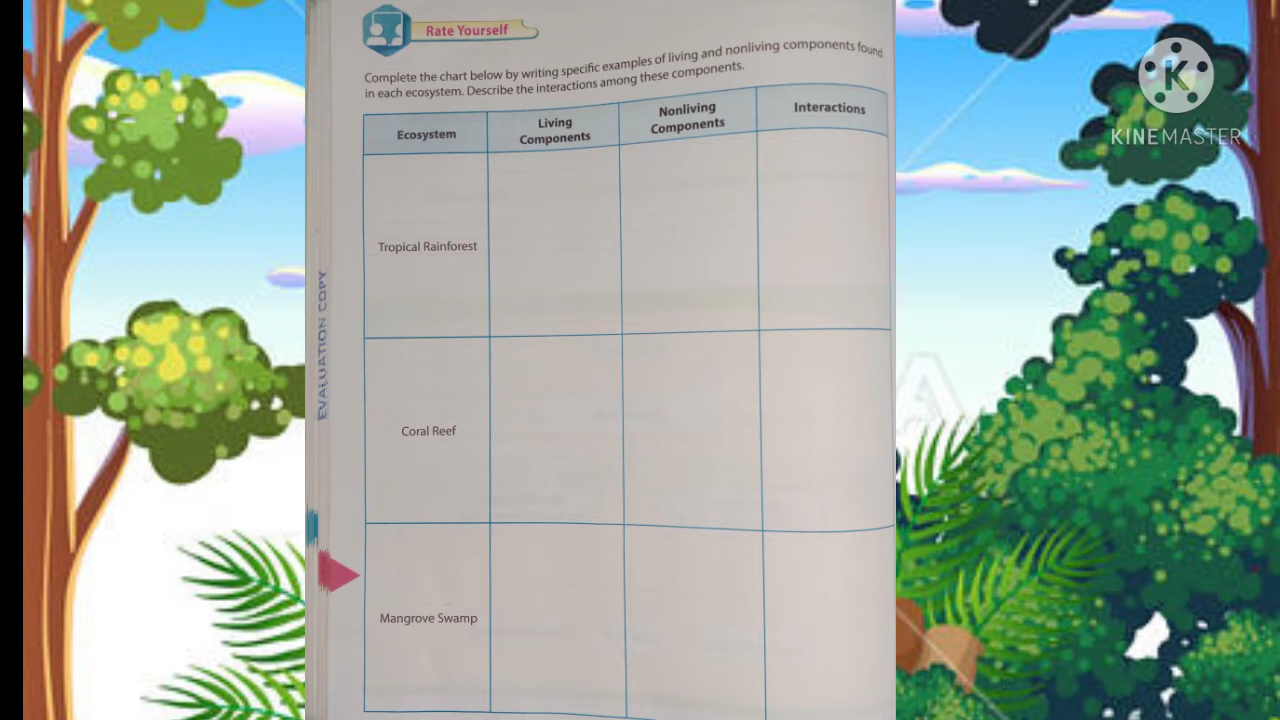 Rate Yourself
Complete the chart below by writing specific examples of living and nonliving components found
in each ecosystem. Describe the interactions among these components.
Ecosystem
Living
Components
Nonliving
Components
Interactions
Tropical Rainforest
Coral Reef
Mangrove Swamp
EVALUATION COPY
KINEMASTER
K
A